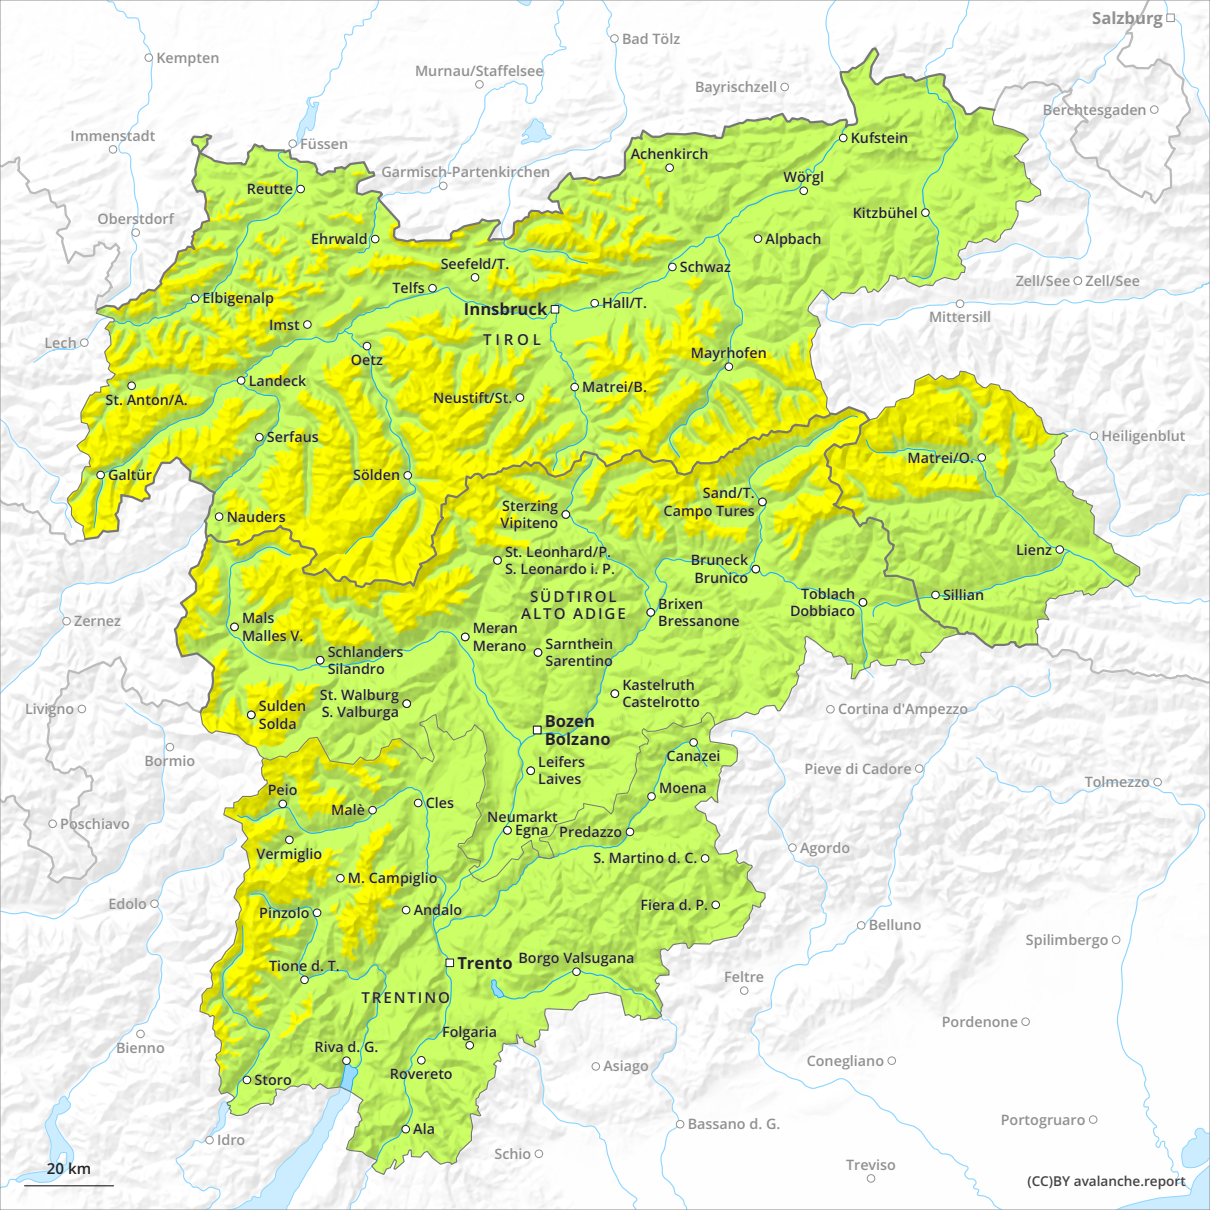 Salzburg
Bad Tölz
Kempten
Murnau/Staffelsee
Bayrischzell
Berchtesgaden
Immenstadt
Füssen
Kufstein
Achenkirch
Garmisch-Partenkirchen
Wörgl
Reutte
Oberstdorf
Kitzbühel
Ehrwald
Alpbach
Seefeld/T.
Schwaz
Zell/See
Zell/See
Telfs
Elbigenalp
Innsbruck
Hall/T.
Mittersill
Imst
TIROL
Lech
Oetz
Mayrhofen
Landeck
Matrei/B.
St. Anton/A.
Neustift/St.
Serfaus
Heiligenblut
Matrei/O.
Galtür
Sölden
Sand/T.
Campo Tures
Sterzing
Vipiteno
Nauders
St. Leonhard/P.
S. Leonardo i. P.
Lienz
Bruneck
Brunico
SÜDTIROL
ALTO ADIGE
Toblach
Dobbiaco
Sillian
Brixen
Bressanone
Zernez
Mals
Malles V.
Meran
Merano
Sarnthein
Sarentino
Schlanders
Silandro
Kastelruth
Castelrotto
St. Walburg
S. Valburga
Livigno
Sulden
Solda
Cortina d'Ampezzo
Bozen
Bolzano
Bormio
Canazei
Leifers
Laives
Pieve di Cadore
Tolmezzo
Peio
Moena
Malè
Cles
Poschiavo
Neumarkt
Egna
Predazzo
Vermiglio
Agordo
S. Martino d. C.
M. Campiglio
Edolo
Pinzolo
Andalo
Fiera d. P.
Belluno
Spilimbergo
Borgo Valsugana
Trento
Tione d. T.
Feltre
TRENTINO
Pordenone
Folgaria
Bienno
Riva d. G.
Conegliano
Asiago
Rovereto
Storo
Portogruaro
Bassano d. G.
Ala
Idro
Schio
Treviso
20 km
(CC)BY avalanche.report